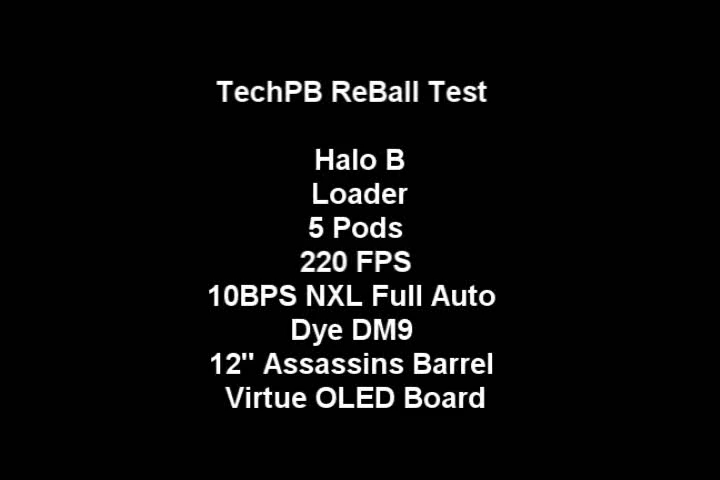 TechPB ReBall Test
Halo B
Loader
5 Pods
220 FPS
10BPS NXL Full Auto
Dye DM9
12" Assassins Barrel
Virtue OLED Board